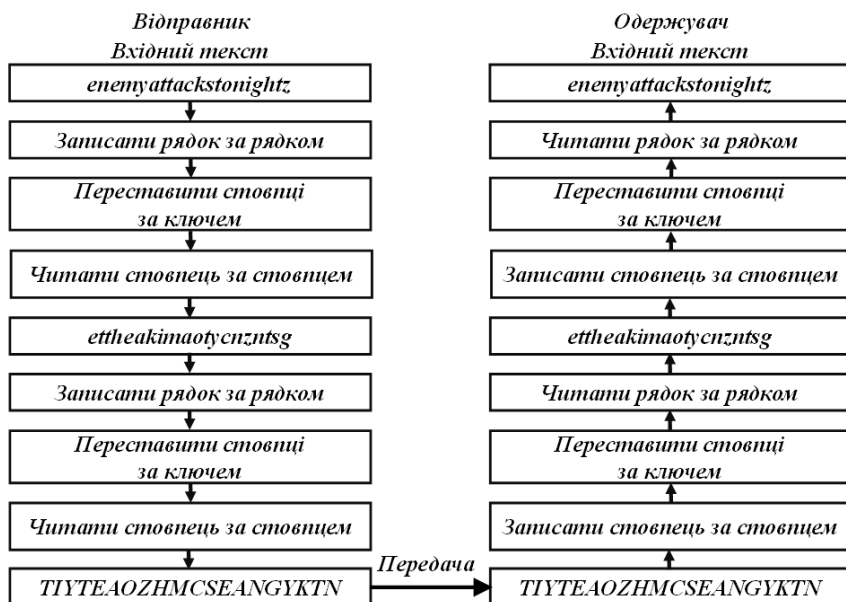 Відправник
Вхідний текст
enemyattackstonightz
Записати рядок за рядком
Переставити стовпці
за ключем
Читати стовпець за стовпцем
ettheakimaotycnzntsg
Записати рядок за рядком
Переставити стовпці
за ключем
Читати стовпець за стовпцем
TIYTEAOZHMCSEANGYKTN
Передача
Одержувач
Вхідний текст
enemyattackstonightz
Читати рядок за рядком
Переставити стовпці
за ключем
Записати стовпець за стовпцем
ettheakimaotycnzntsg
Читати рядок за рядком
Переставити стовпці
за ключем
Записати стовпець за стовпцем
TIYTEAOZHMCSEANGYKTN